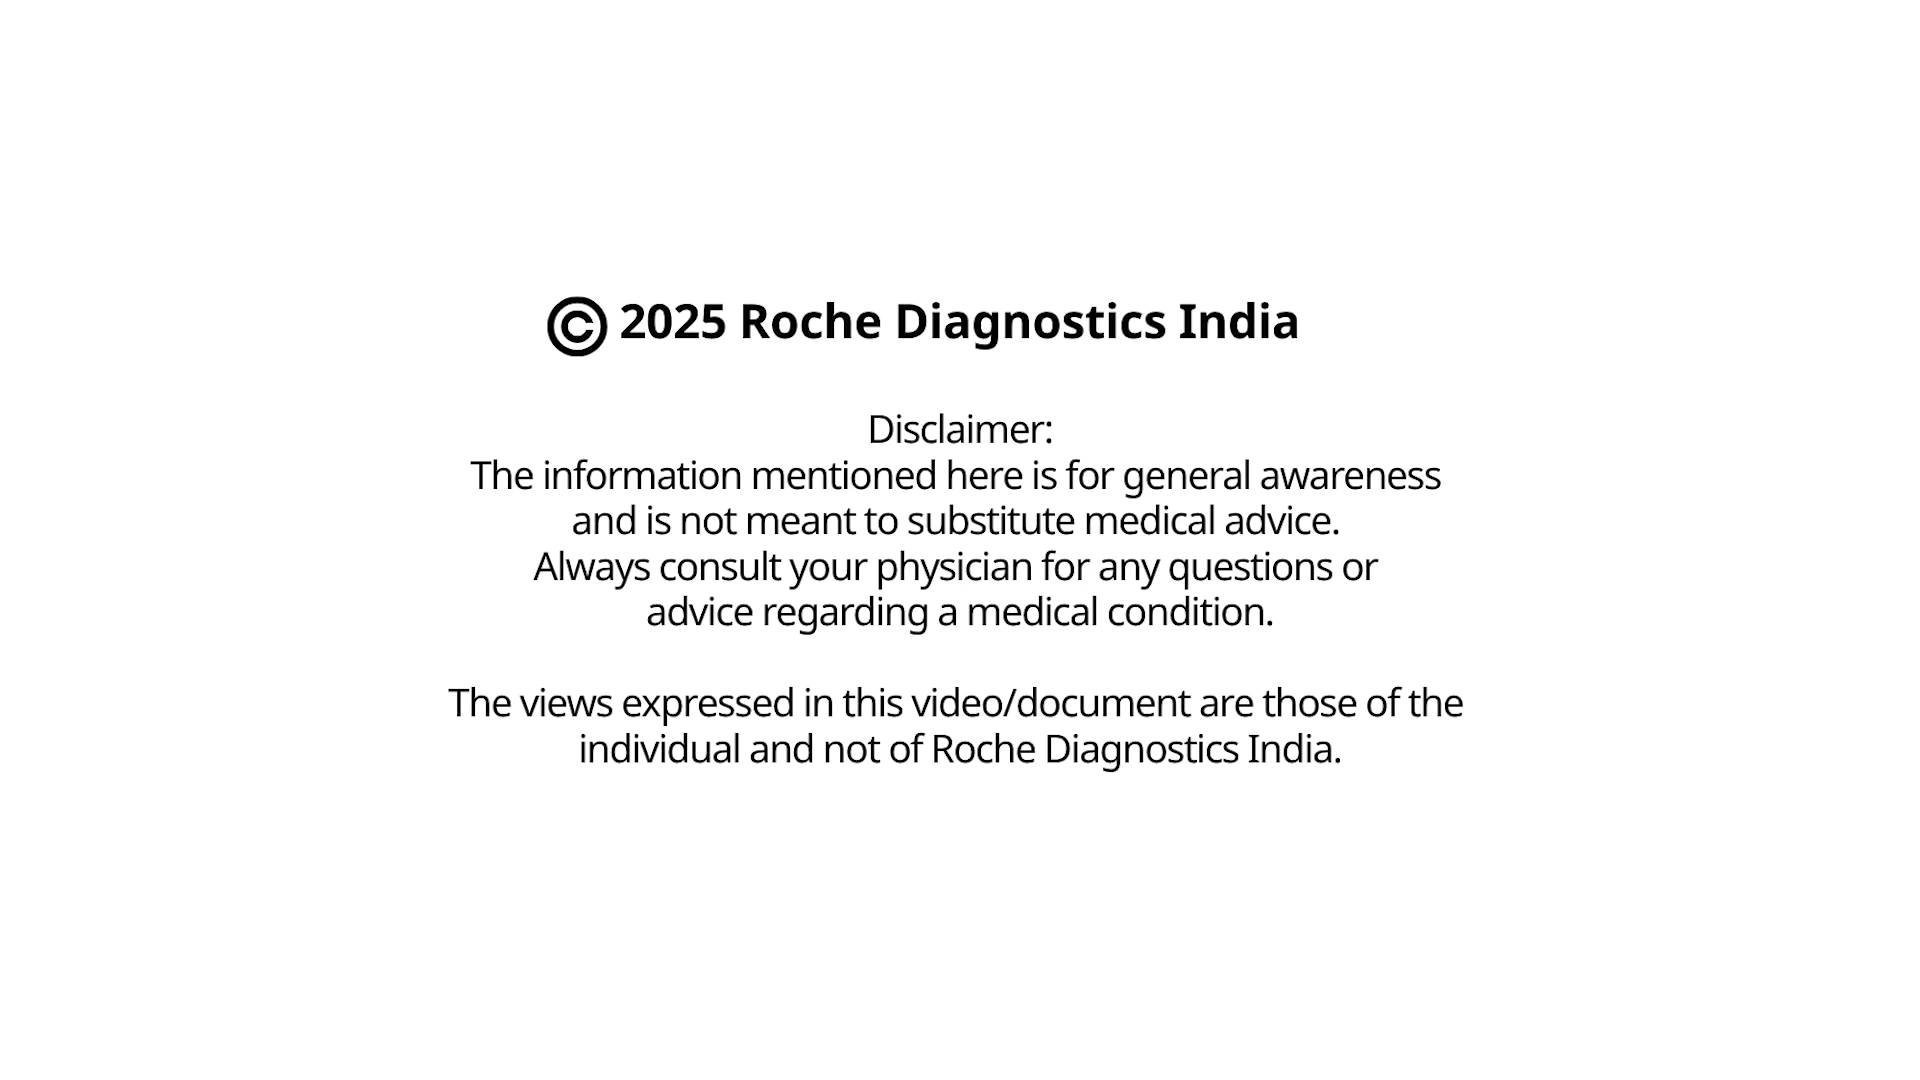 © 2025 Roche Diagnostics India
Disclaimer:
The information mentioned here is for general awareness
and is not meant to substitute medical advice.
Always consult your physician for any questions or
advice regarding a medical condition.
The views expressed in this video/document are those of the
individual and not of Roche Diagnostics India.